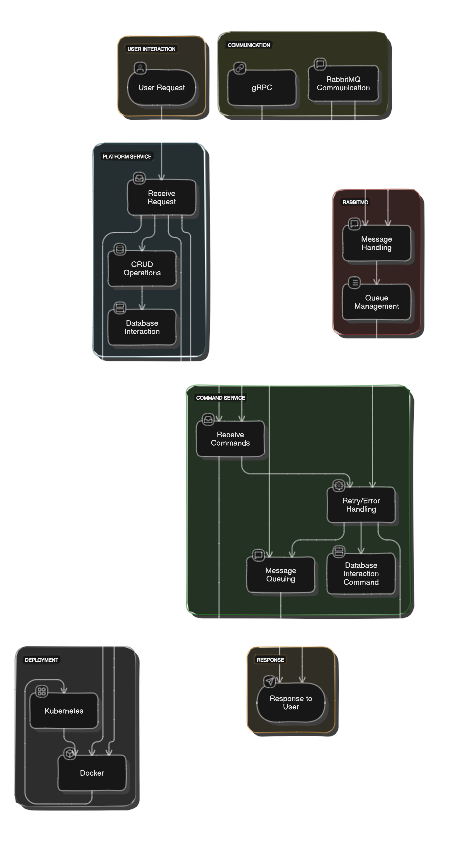 USER INTERACTION
User Request
COMMUNICATION
gRPC
RabbitMQ
Communication
PLATFORM SERVICE
Receive
Request
CRUD
Operations
Database
Interaction
RABBITMQ
Message
Handling
Queue
Management
COMMAND SERVICE
Receive
Commands
Retry/Error
Handling
Message
Queuing
Database
Interaction
Command
DEPLOYMENT
Kubernetes
Docker
RESPONSE
Response to
User